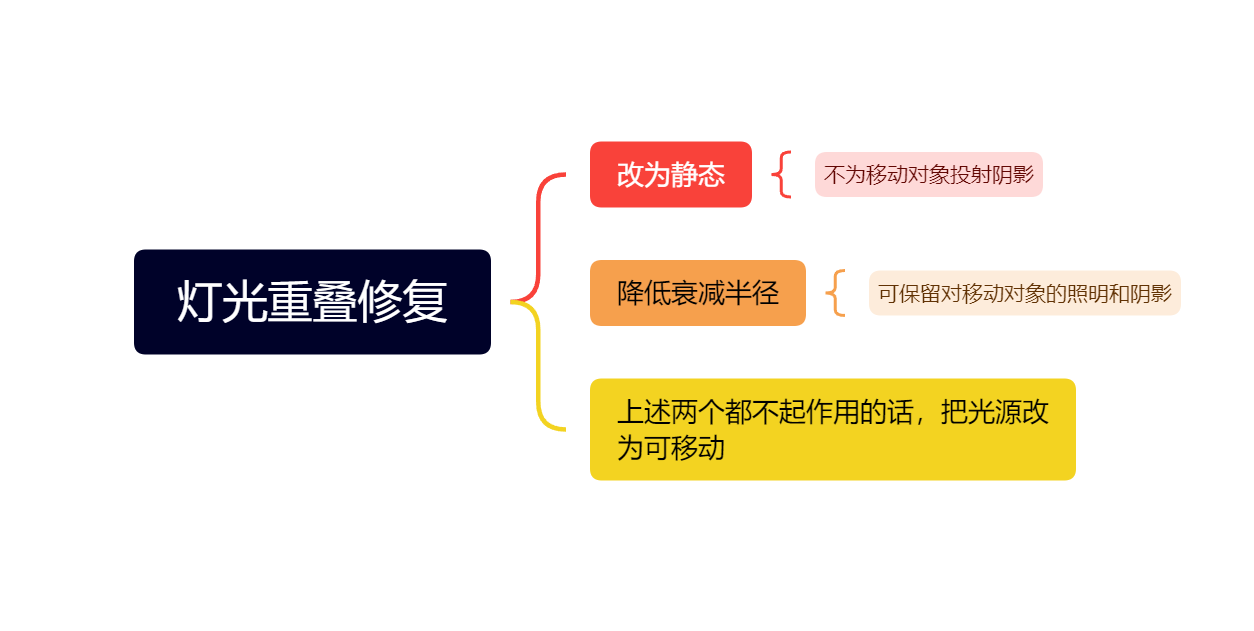 灯光重叠修复
改为静态
不为移动对象投射阴影
降低衰减半径
可保留对移动对象的照明和阴影
上述两个都不起作用的话，把光源改
为可移动